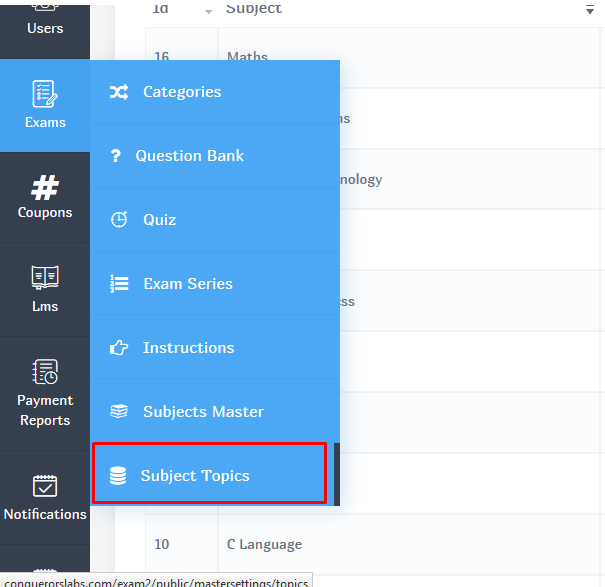 Id Subject
Users
16 Maths
Categories
ns
Exams
Question Bank
nology
Coupons
Quiz
Exam Series
Lms
css
Instructions
Payment
Reports
Subjects Master
Subject Topics
Notifications
10 C Language
conquerorslabs.com/exam2/public/mastersettings/topics